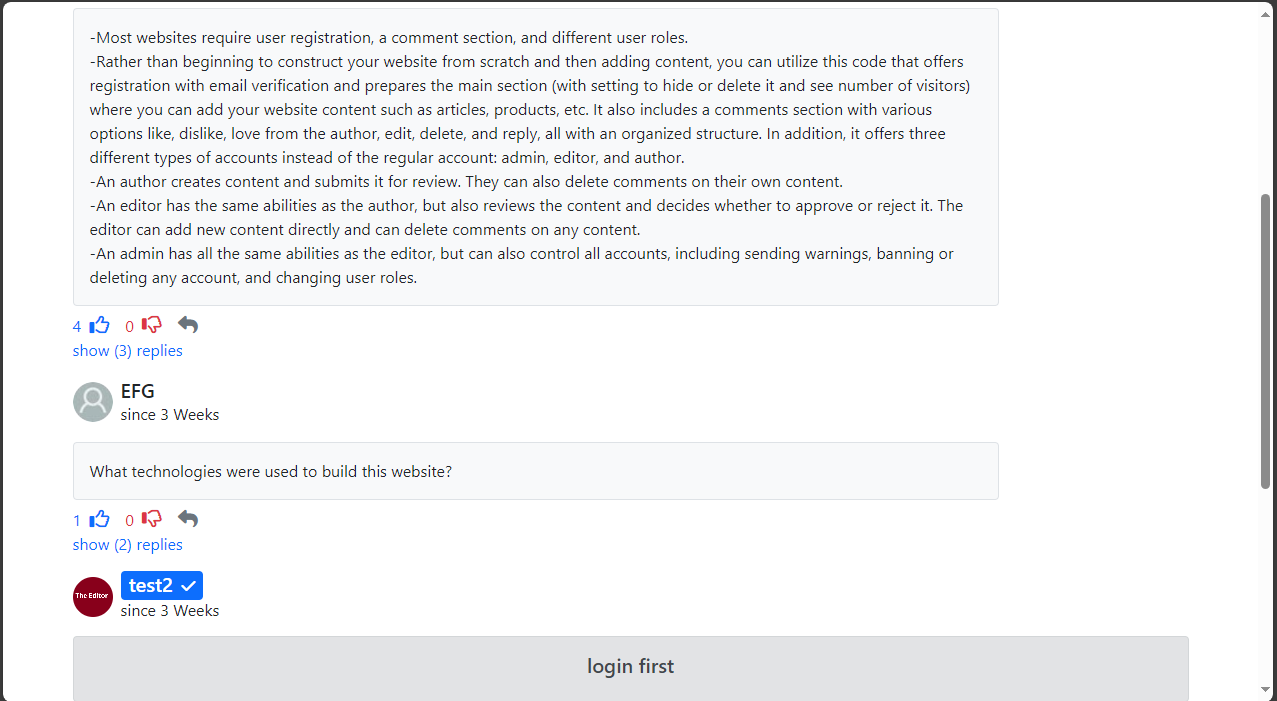 -Most websites require user registration, a comment section, and different user roles.
-Rather than beginning to construct your website from scratch and then adding content, you can utilize this code that offers
registration with email verification and prepares the main section (with setting to hide or delete it and see number of visitors)
where you can add your website content such as articles, products, etc. It also includes a comments section with various
options like, dislike, love from the author, edit, delete, and reply, all with an organized structure. In addition, it offers three
different types of accounts instead of the regular account: admin, editor, and author.
-An author creates content and submits it for review. They can also delete comments on their own content.
-An editor has the same abilities as the author, but also reviews the content and decides whether to approve or reject it. The
editor can add new content directly and can delete comments on any content.
-An admin has all the same abilities as the editor, but can also control all accounts, including sending warnings, banning or
deleting any account, and changing user roles.
4 0
show (3) replies
EFG
since 3 Weeks
What technologies were used to build this website?
1 0
show (2) replies
The Editor
test2
since 3 Weeks
login first